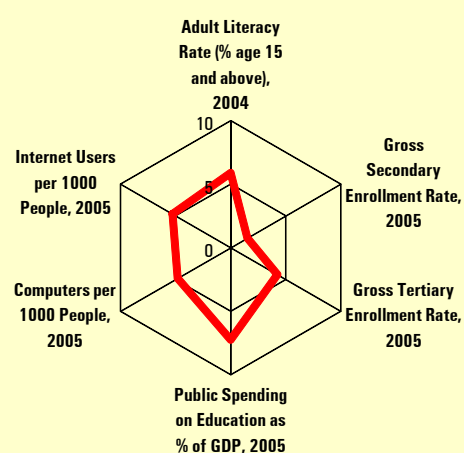 Adult Literacy
Rate (% age 15
and above),
2004
10
5
0
Gross
Secondary
Enrollment Rate,
2005
Gross Tertiary
Enrollment Rate,
2005
Public Spending
on Education as
% of GDP, 2005
Computers per
1000 People,
2005
Internet Users
per 1000
People, 2005